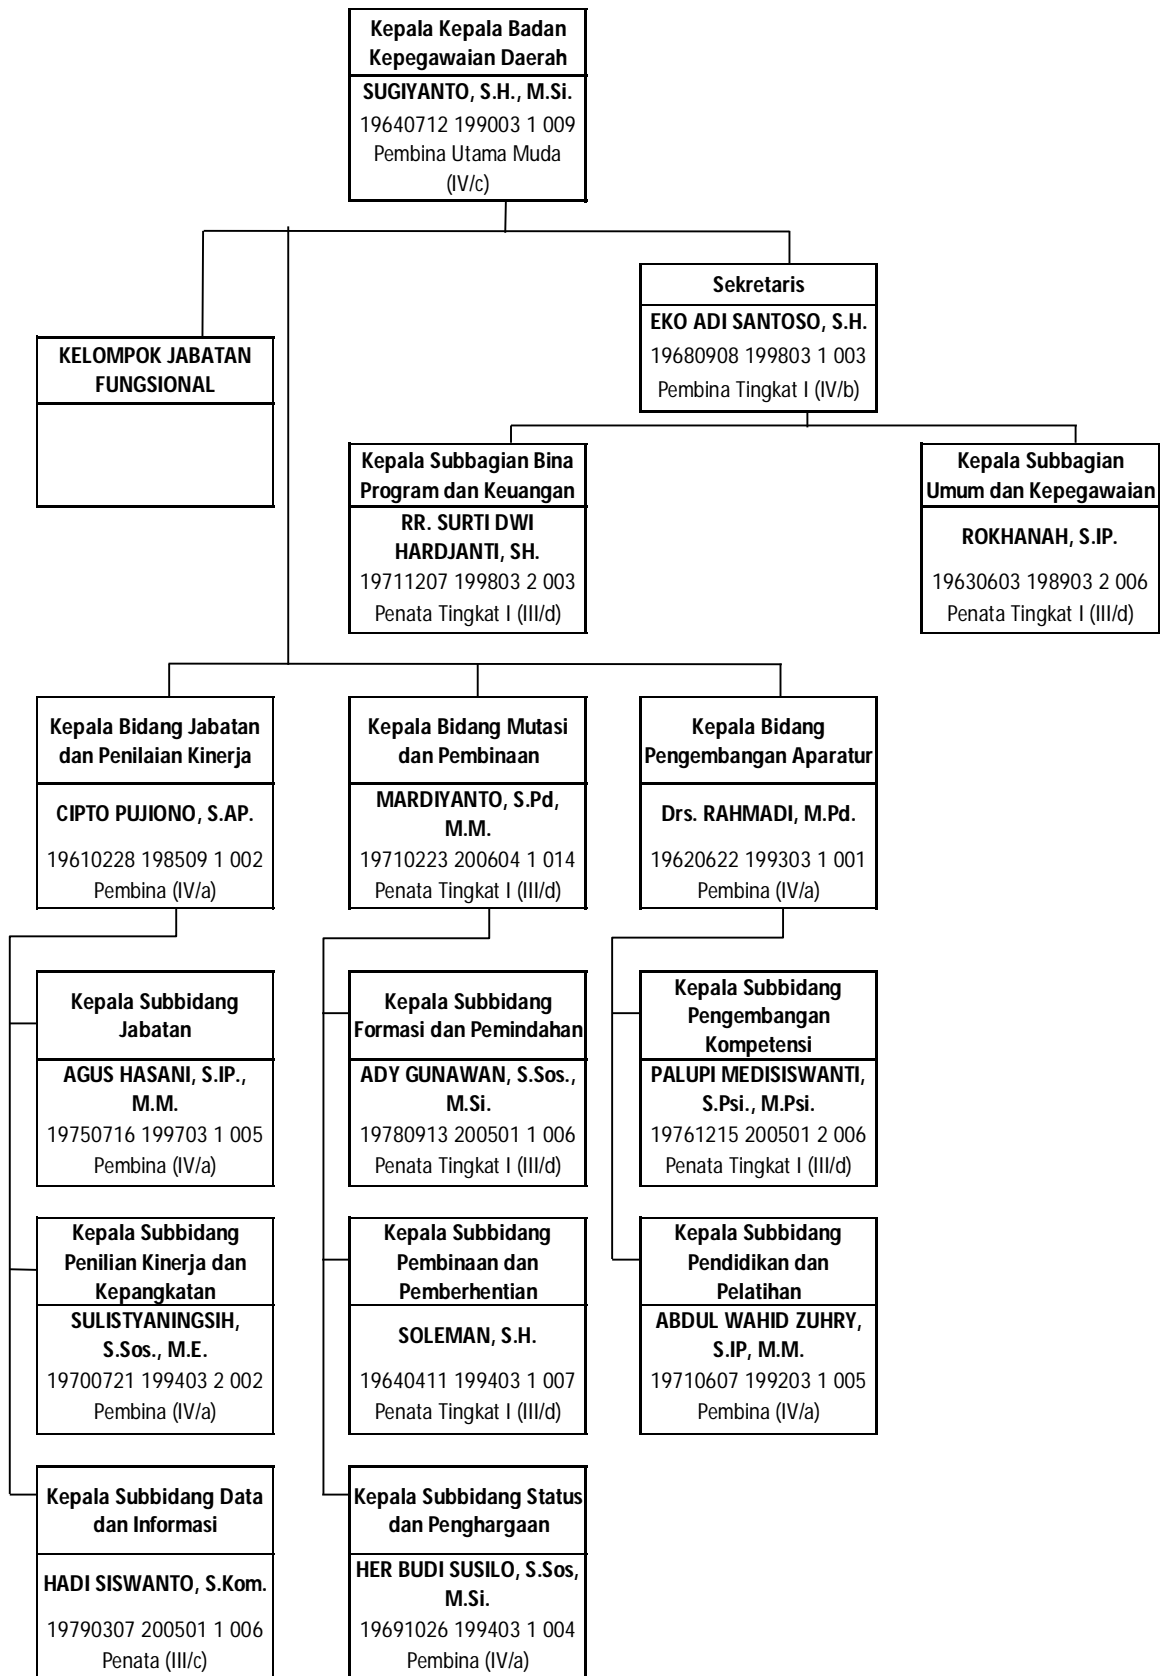 Kepala Kepala Badan
Kepegawaian Daerah
SUGIYANTO, S.H., M.Si.
19640712 199003 1 009
Pembina Utama Muda
(IV/c)
Sekretaris
EKO ADI SANTOSO, S.H.
19680908 199803 1 003
Pembina Tingkat I (IV/b)
KELOMPOK JABATAN
FUNGSIONAL
Kepala Subbagian Bina
Program dan Keuangan
RR. SURTI DWI
HARDJANTI, SH.
19711207 199803 2 003
Penata Tingkat I (III/d)
Kepala Subbagian
Umum dan Kepegawaian
ROKHANAH, S.IP.
19630603 198903 2 006
Penata Tingkat I (III/d)
Kepala Bidang Jabatan
dan Penilaian Kinerja
CIPTO PUJIONO, S.AP.
19610228 198509 1 002
Pembina (IV/a)
Kepala Bidang Mutasi
dan Pembinaan
MARDIYANTO, S.Pd,
M.M.
19710223 200604 1 014
Penata Tingkat I (III/d)
Kepala Bidang
Pengembangan Aparatur
Drs. RAHMADI, M.Pd.
19620622 199303 1 001
Pembina (IV/a)
Kepala Subbidang
Jabatan
AGUS HASANI, S.IP.,
M.M.
19750716 199703 1 005
Pembina (IV/a)
Kepala Subbidang
Formasi dan Pemindahan
ADY GUNAWAN, S.Sos.,
M.Si.
19780913 200501 1 006
Penata Tingkat I (III/d)
Kepala Subbidang
Pengembangan
Kompetensi
PALUPI MEDISISWANTI,
S.Psi., M.Psi.
19761215 200501 2 006
Penata Tingkat I (III/d)
Kepala Subbidang
Penilian Kinerja dan
Kepangkatan
SULISTYANINGSIH,
S.Sos., M.E.
19700721 199403 2 002
Pembina (IV/a)
Kepala Subbidang
Pembinaan dan
Pemberhentian
SOLEMAN, S.H.
19640411 199403 1 007
Penata Tingkat I (III/d)
Kepala Subbidang
Pendidikan dan
Pelatihan
ABDUL WAHID ZUHRY,
S.IP, M.M.
19710607 199203 1 005
Pembina (IV/a)
Kepala Subbidang Data
dan Informasi
HADI SISWANTO, S.Kom.
19790307 200501 1 006
Penata (III/c)
Kepala Subbidang Status
dan Penghargaan
HER BUDI SUSILO, S.Sos,
M.Si.
19691026 199403 1 004
Pembina (IV/a)